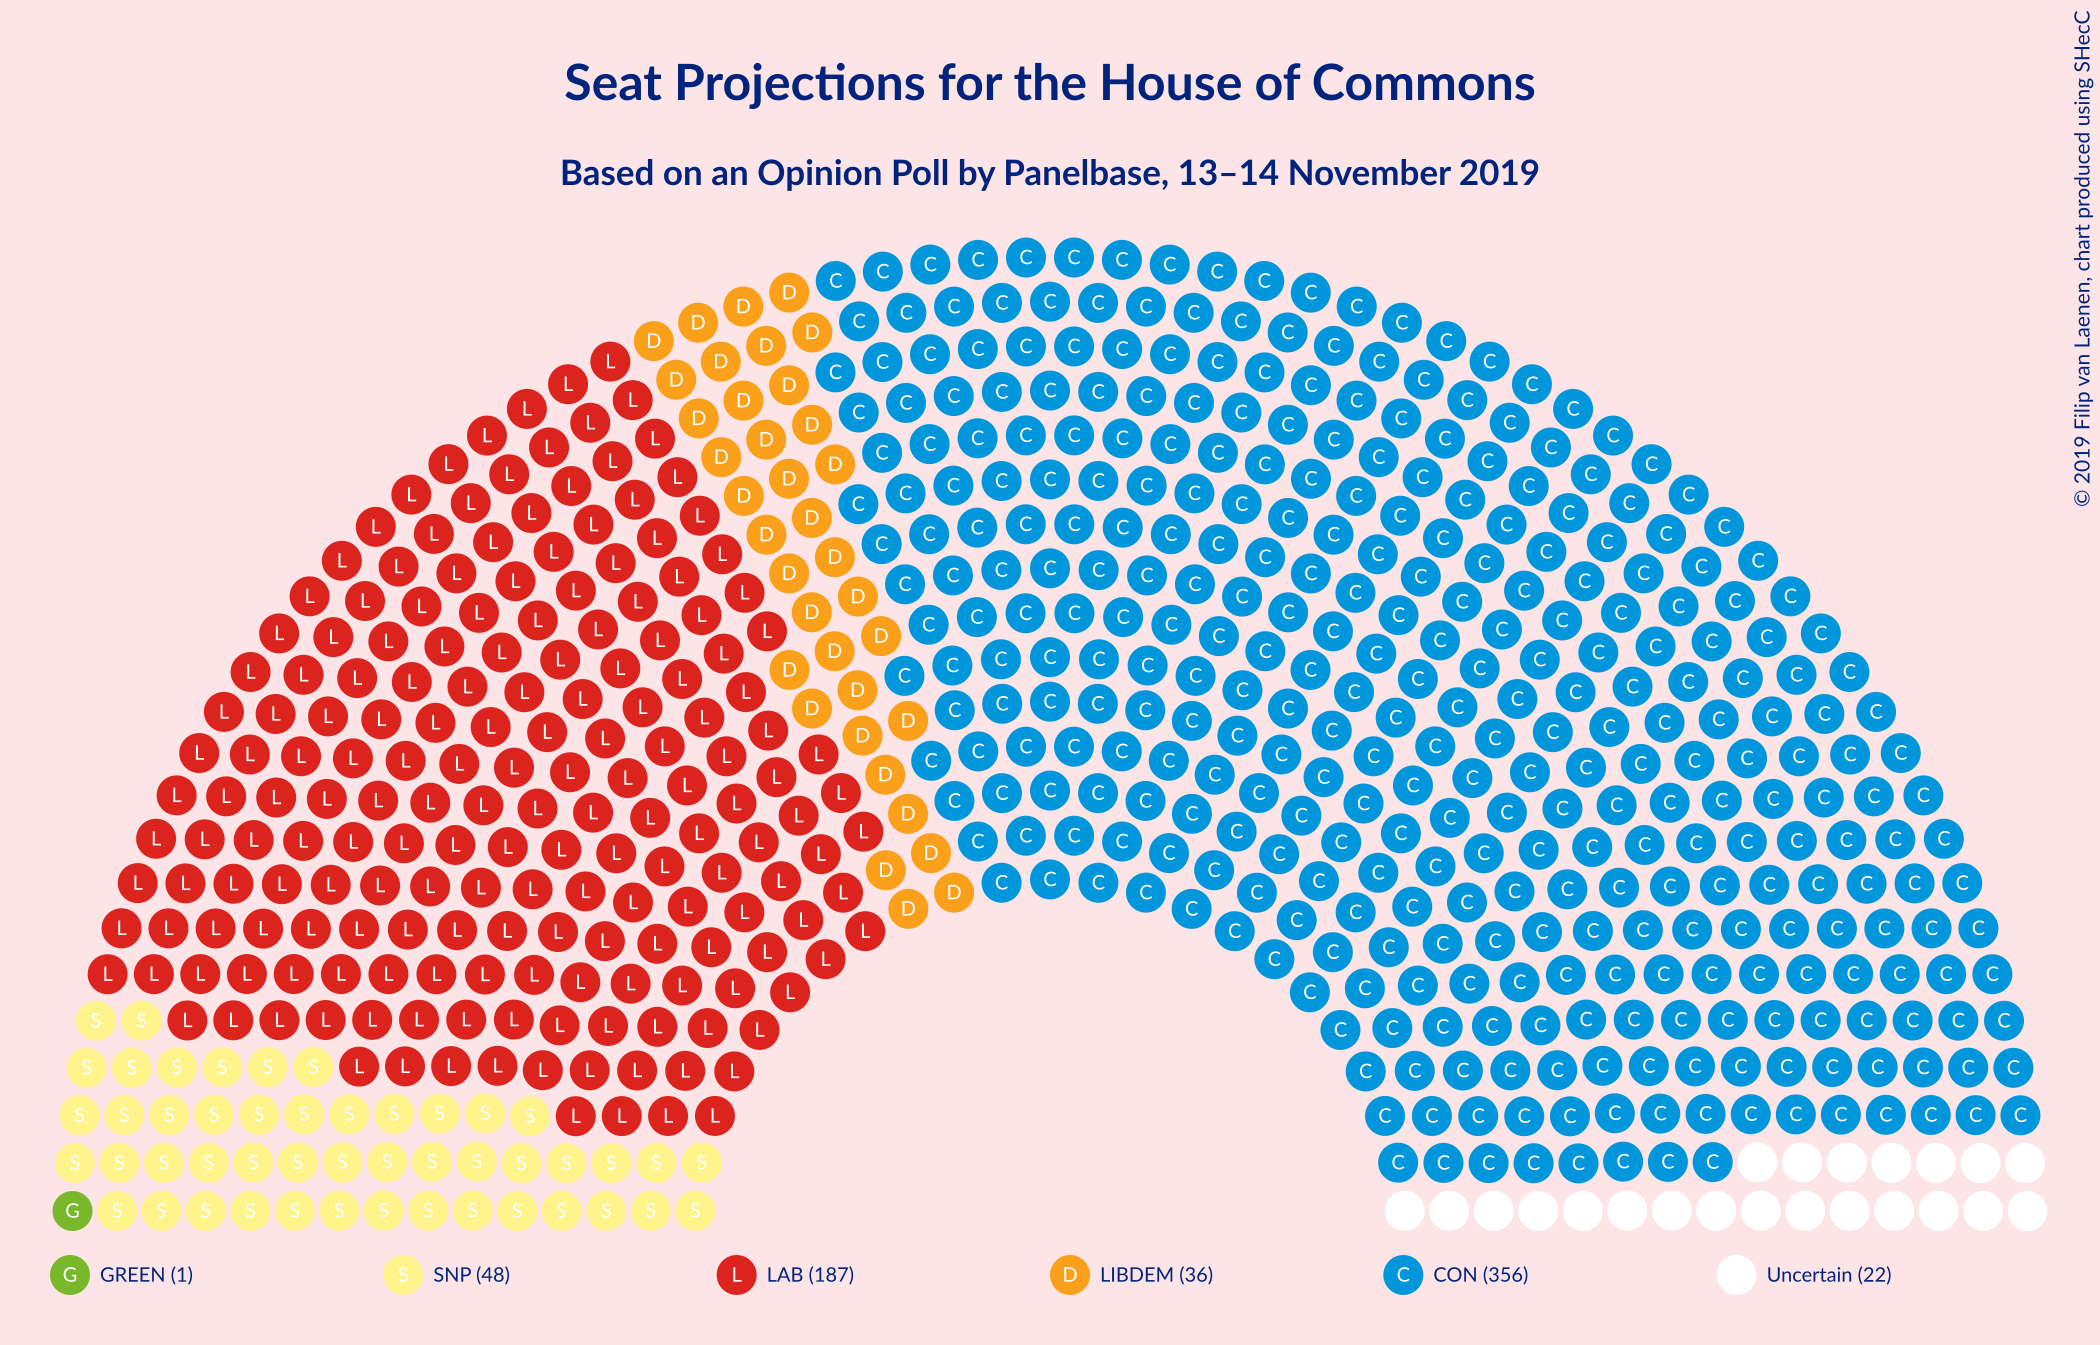 Seat Projections for the House of Commons
Based on an Opinion Poll by Panelbase, 13–14 November 2019
© 2019 Filip van Laenen, chart produced using SHecC
G GREEN (1)
S SNP (48)
L LAB (187)
D LIBDEM (36)
C CON (356)
Uncertain (22)